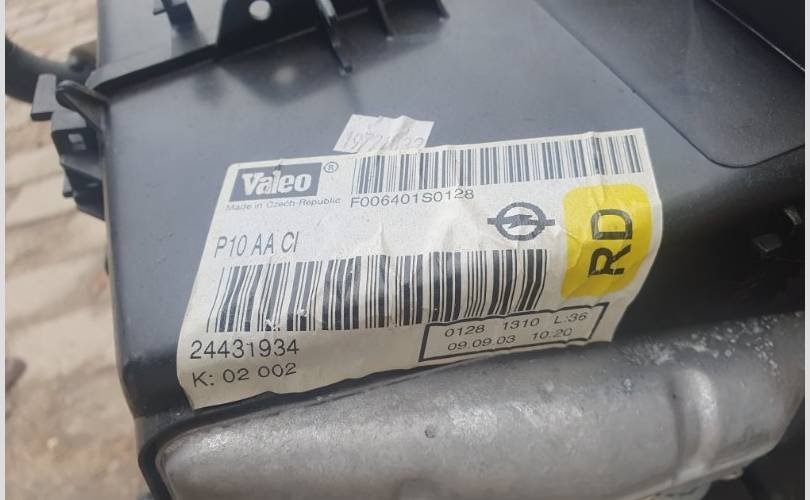 Valeo ®
Made in Czech-Republic
F006401S0128
P10 AA CI
RD
24431934
K: 02 002
0128 1310 L:36
09.09.03 10:20